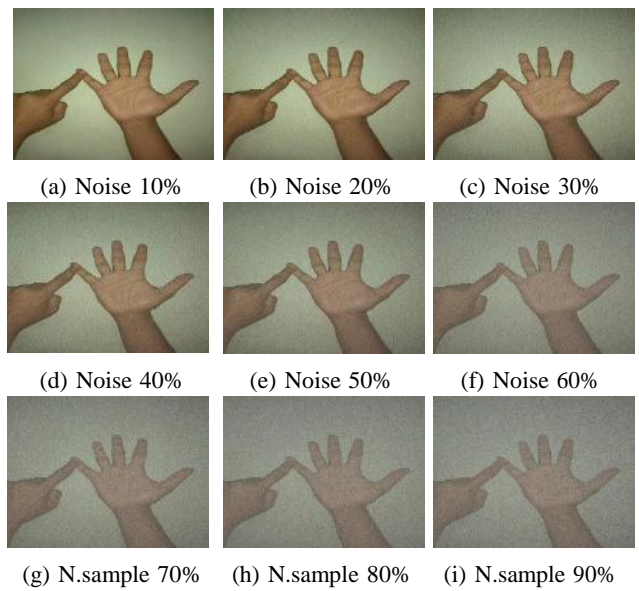 (a) Noise 10% (b) Noise 20% (c) Noise 30%
(d) Noise 40% (e) Noise 50% (f) Noise 60%
(g) N.sample 70% (h) N.sample 80% (i) N.sample 90%